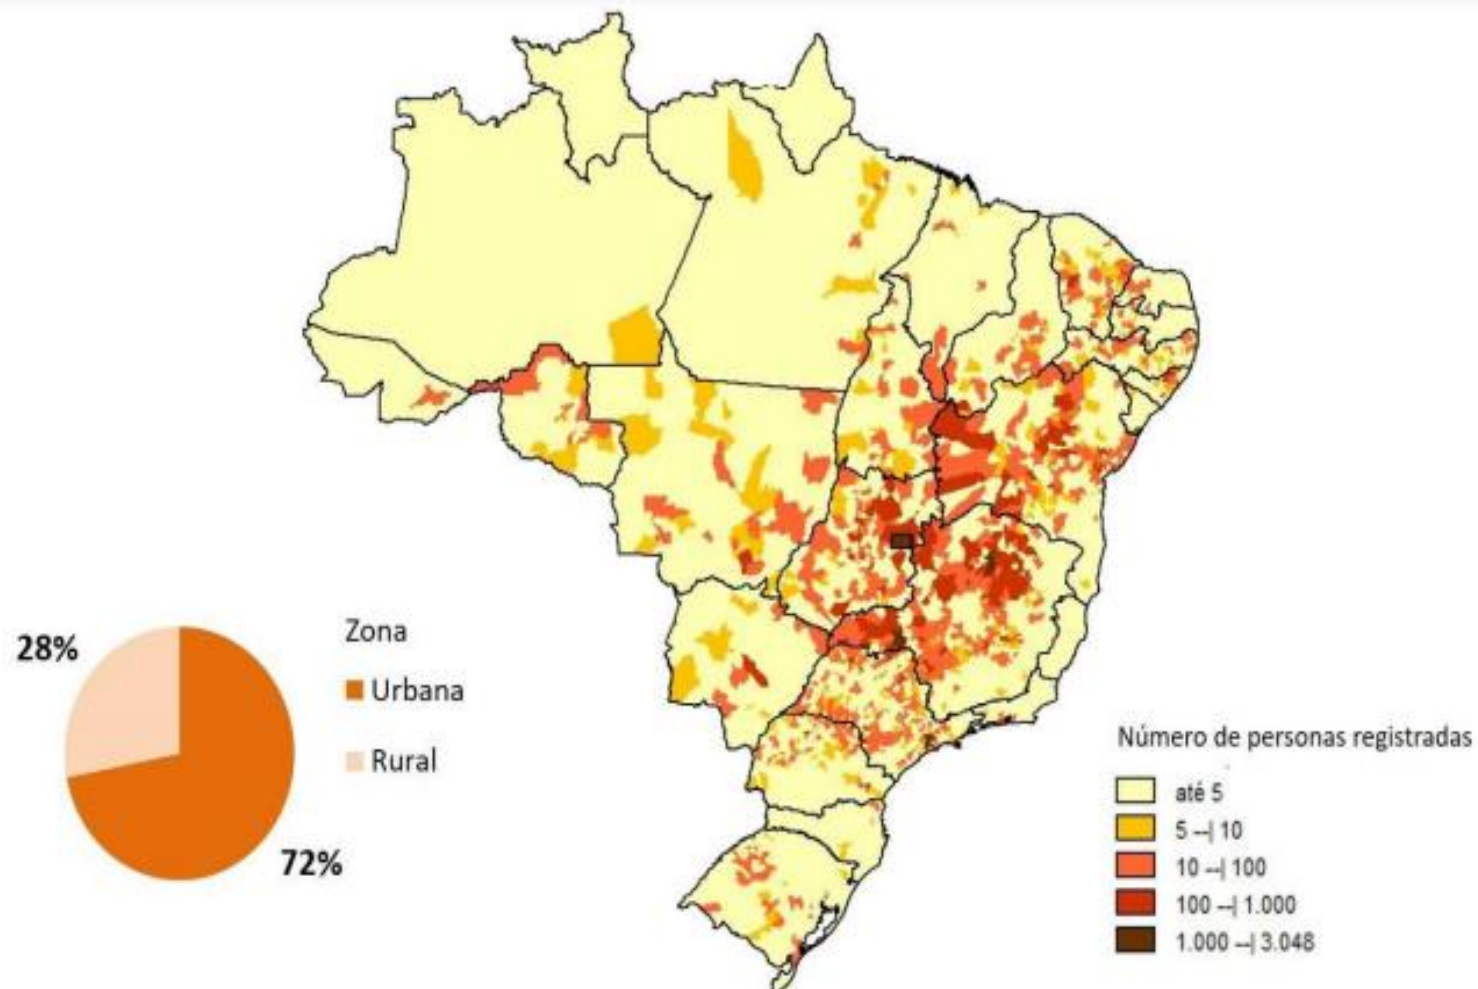 28%
72%
Zona
Urbana
Rural
Número de personas registradas
até 5
5 --| 10
10 --| 100
100 --| 1.000
1.000 --| 3.048